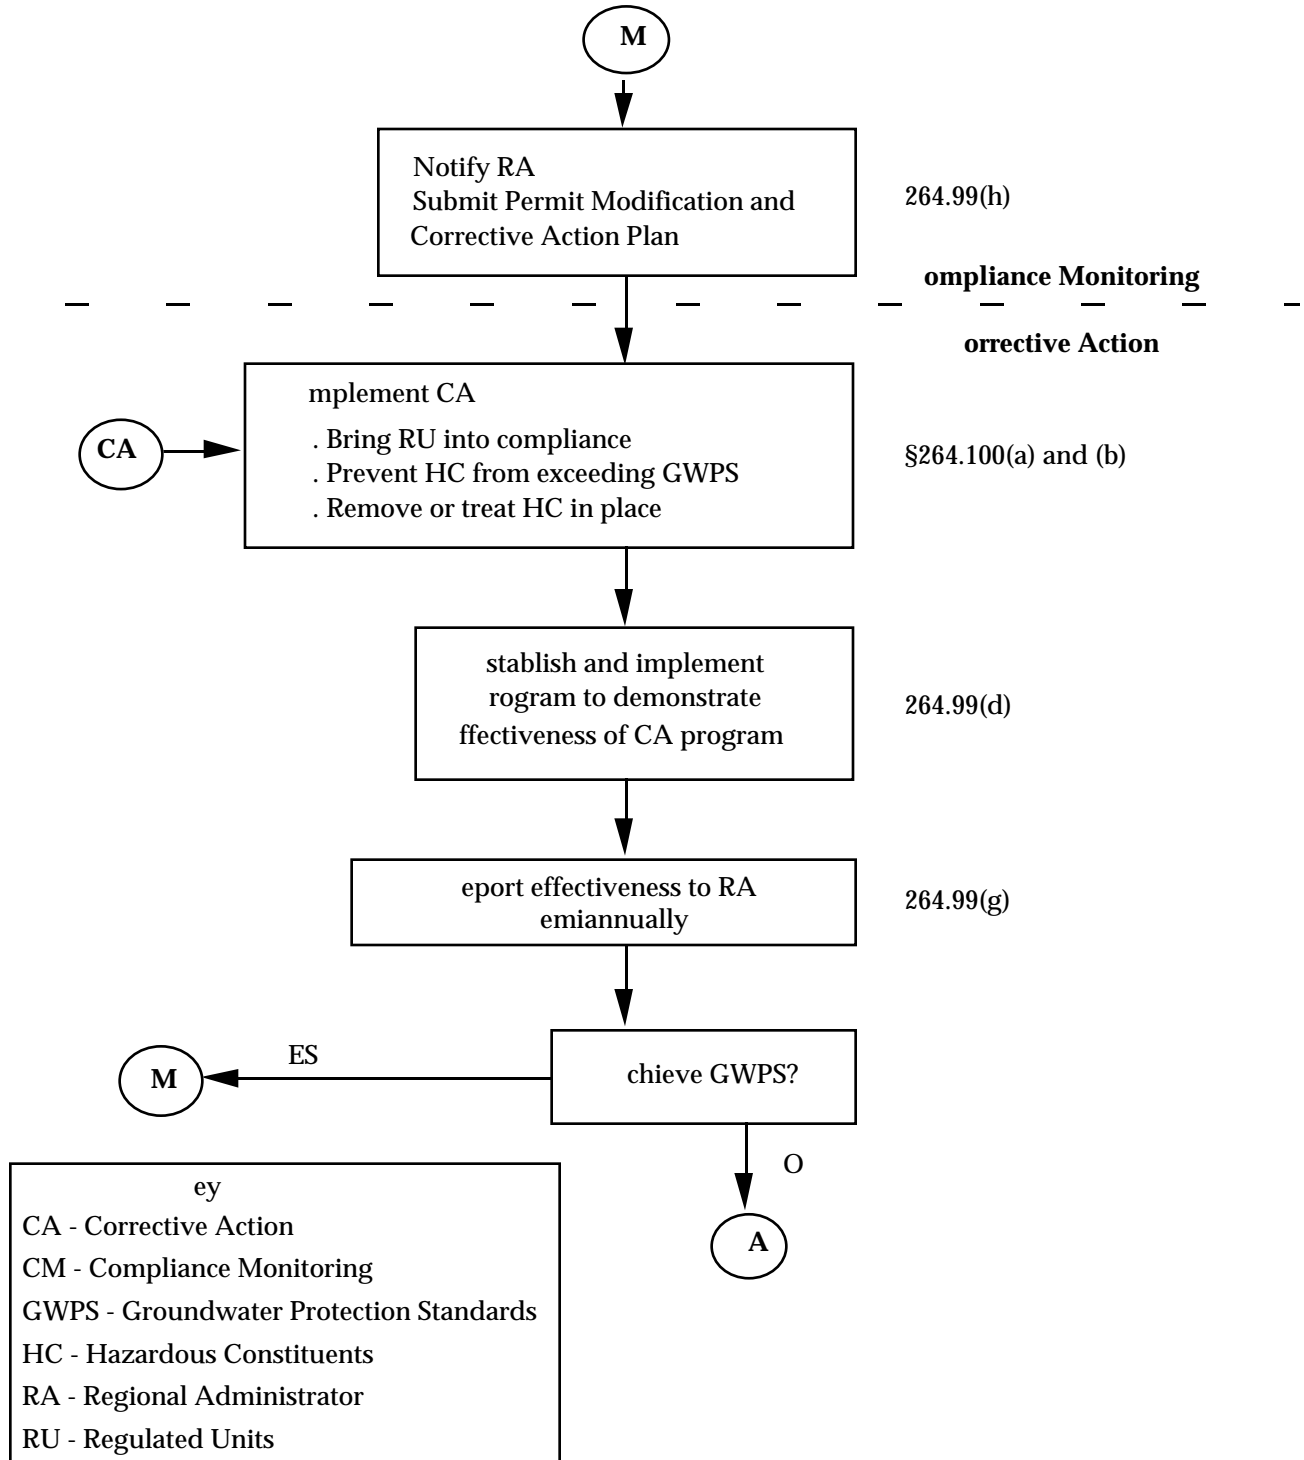 M
Notify RA
Submit Permit Modification and
Corrective Action Plan
264.99(h)
ompliance Monitoring
orrective Action
mplement CA
. Bring RU into compliance
. Prevent HC from exceeding GWPS
. Remove or treat HC in place
CA
§264.100(a) and (b)
stablish and implement
rogram to demonstrate
ffectiveness of CA program
264.99(d)
eport effectiveness to RA
emiannually
264.99(g)
chieve GWPS?
ES
M
O
A
ey
CA - Corrective Action
CM - Compliance Monitoring
GWPS - Groundwater Protection Standards
HC - Hazardous Constituents
RA - Regional Administrator
RU - Regulated Units